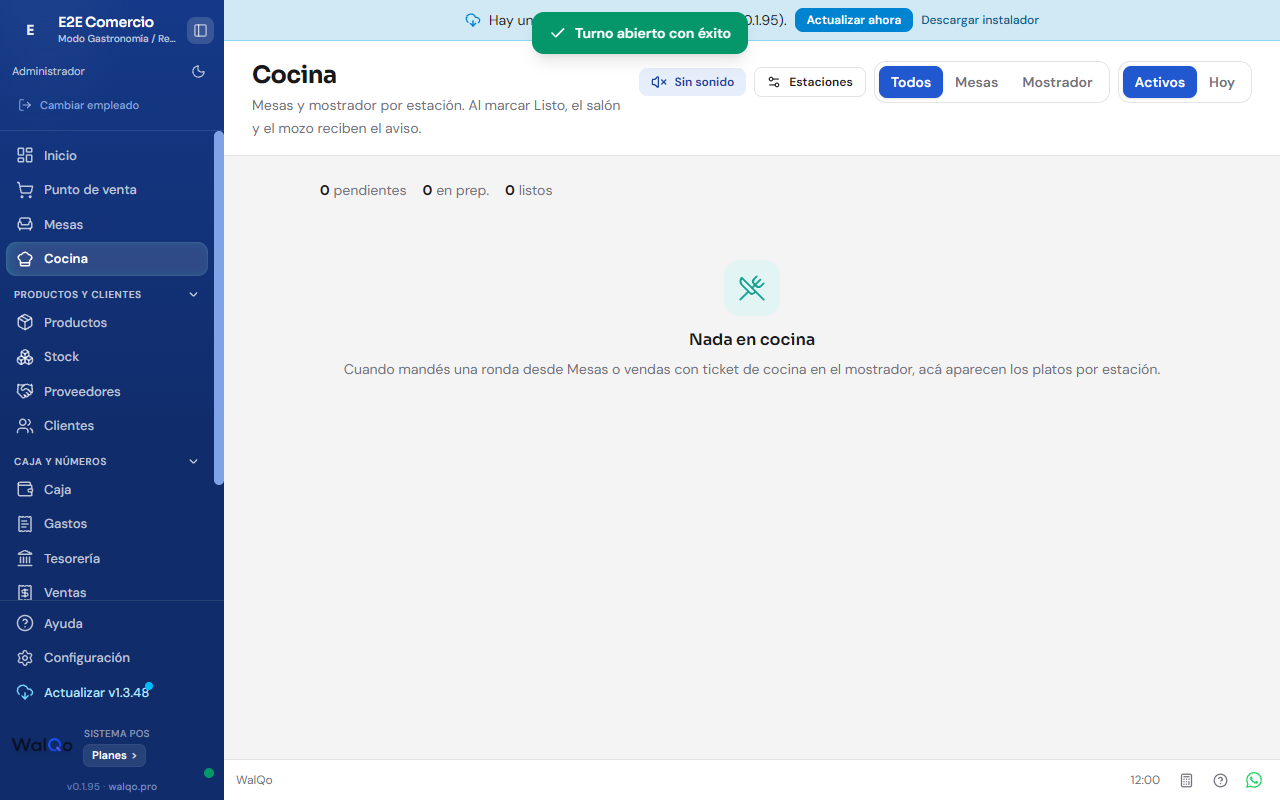 E
E2E Comercio
Modo Gastronomía / Re...
Administrador
Cambiar empleado
Inicio
Punto de venta
Mesas
Cocina
PRODUCTOS Y CLIENTES
Productos
Stock
Proveedores
Clientes
CAJA Y NÚMEROS
Caja
Gastos
Tesorería
Ventas
Ayuda
Configuración
Actualizar v1.3.48
WalQo
SISTEMA POS
Planes ›
v0.1.95 · walqo.pro
Hay un
0.1.95).
Actualizar ahora
Descargar instalador
Turno abierto con éxito
Cocina
Mesas y mostrador por estación. Al marcar Listo, el salón
y el mozo reciben el aviso.
Sin sonido
Estaciones
Todos
Mesas
Mostrador
Activos
Hoy
0 pendientes 0 en prep. 0 listos
Nada en cocina
Cuando mandés una ronda desde Mesas o vendas con ticket de cocina en el mostrador, acá aparecen los platos por estación.
WalQo
12:00